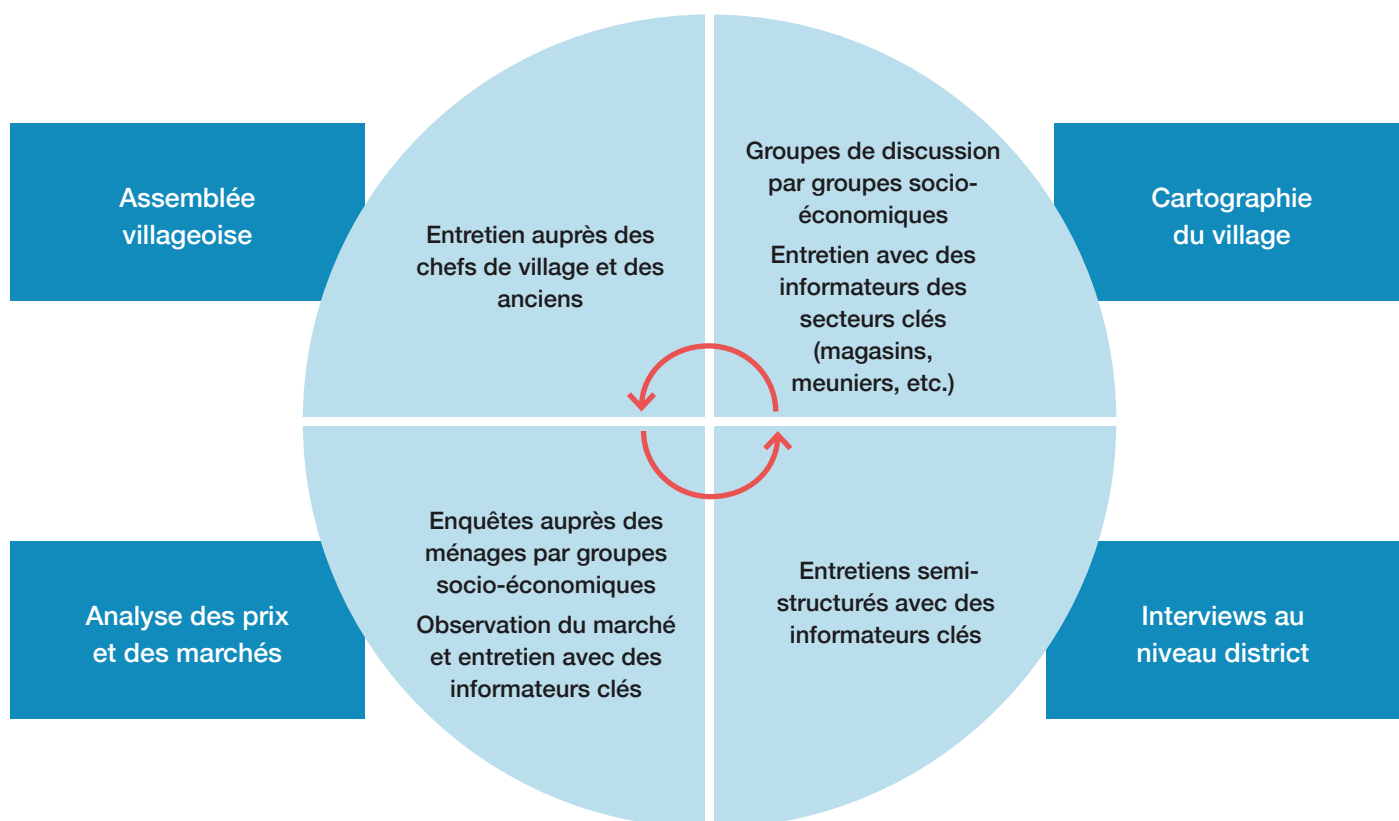 Assemblée
villageoise
Entretien auprès des
chefs de village et des
anciens
Groupes de discussion
par groupes socio-
économiques
Entretien avec des
informateurs des
secteurs clés
(magasins,
meuniers, etc.)
Cartographie
du village
Analyse des prix
et des marchés
Enquêtes auprès des
ménages par groupes
socio-économiques
Observation du marché
et entretien avec des
informateurs clés
Entretiens semi-
structurés avec des
informateurs clés
Interviews au
niveau district